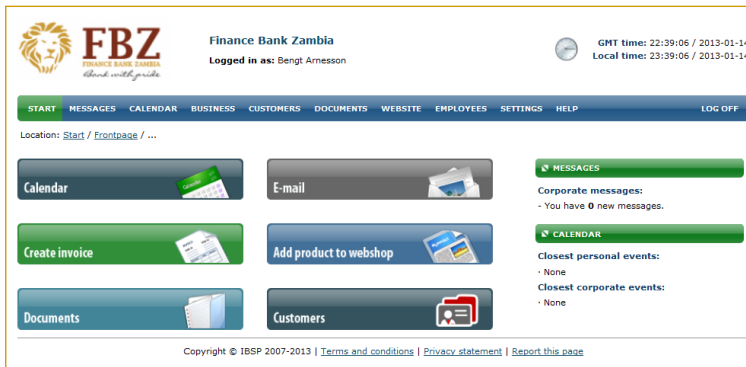 FBZ
FINANCE BANK ZAMBIA
Bank with pride
Finance Bank Zambia
Logged in as: Bengt Arnesson
GMT time: 22:39:06 / 2013-01-14
Local time: 23:39:06 / 2013-01-14
START MESSAGES CALENDAR BUSINESS CUSTOMERS DOCUMENTS WEBSITE EMPLOYEES SETTINGS HELP LOG OFF
Location: Start / Frontpage / ...
Calendar
E-mail
Create invoice
Add product to webshop
Documents
Customers
MESSAGES
Corporate messages:
- You have 0 new messages.
CALENDAR
Closest personal events:
· None
Closest corporate events:
· None
Copyright © IBSP 2007-2013 | Terms and conditions | Privacy statement | Report this page